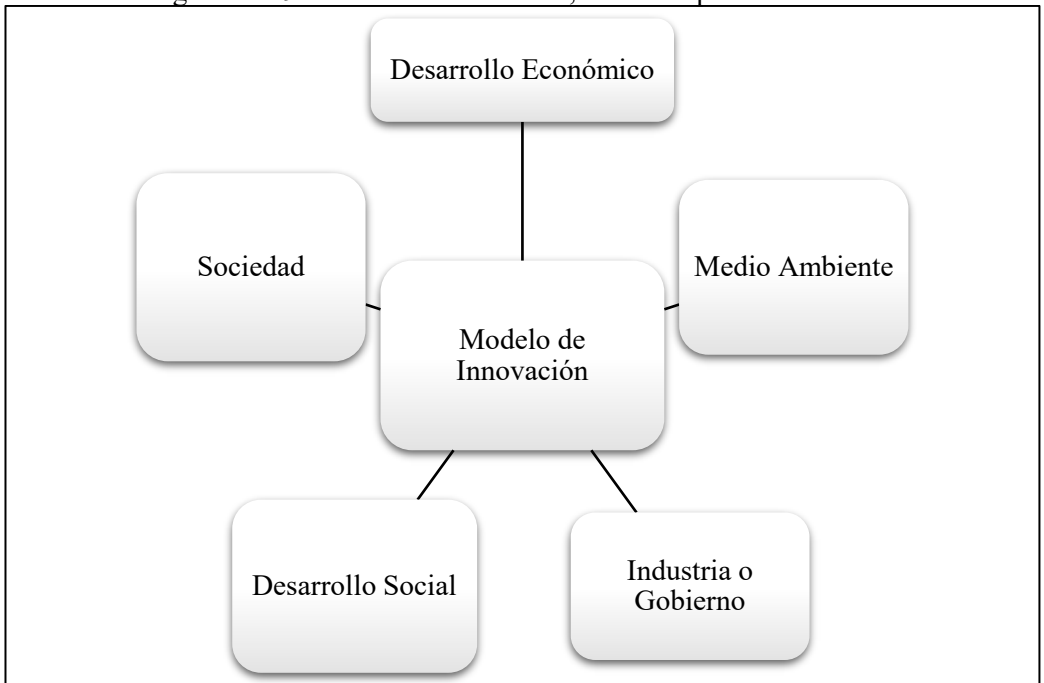 Desarrollo Económico
Sociedad
Medio Ambiente
Modelo de
Innovación
Desarrollo Social
Industria o
Gobierno